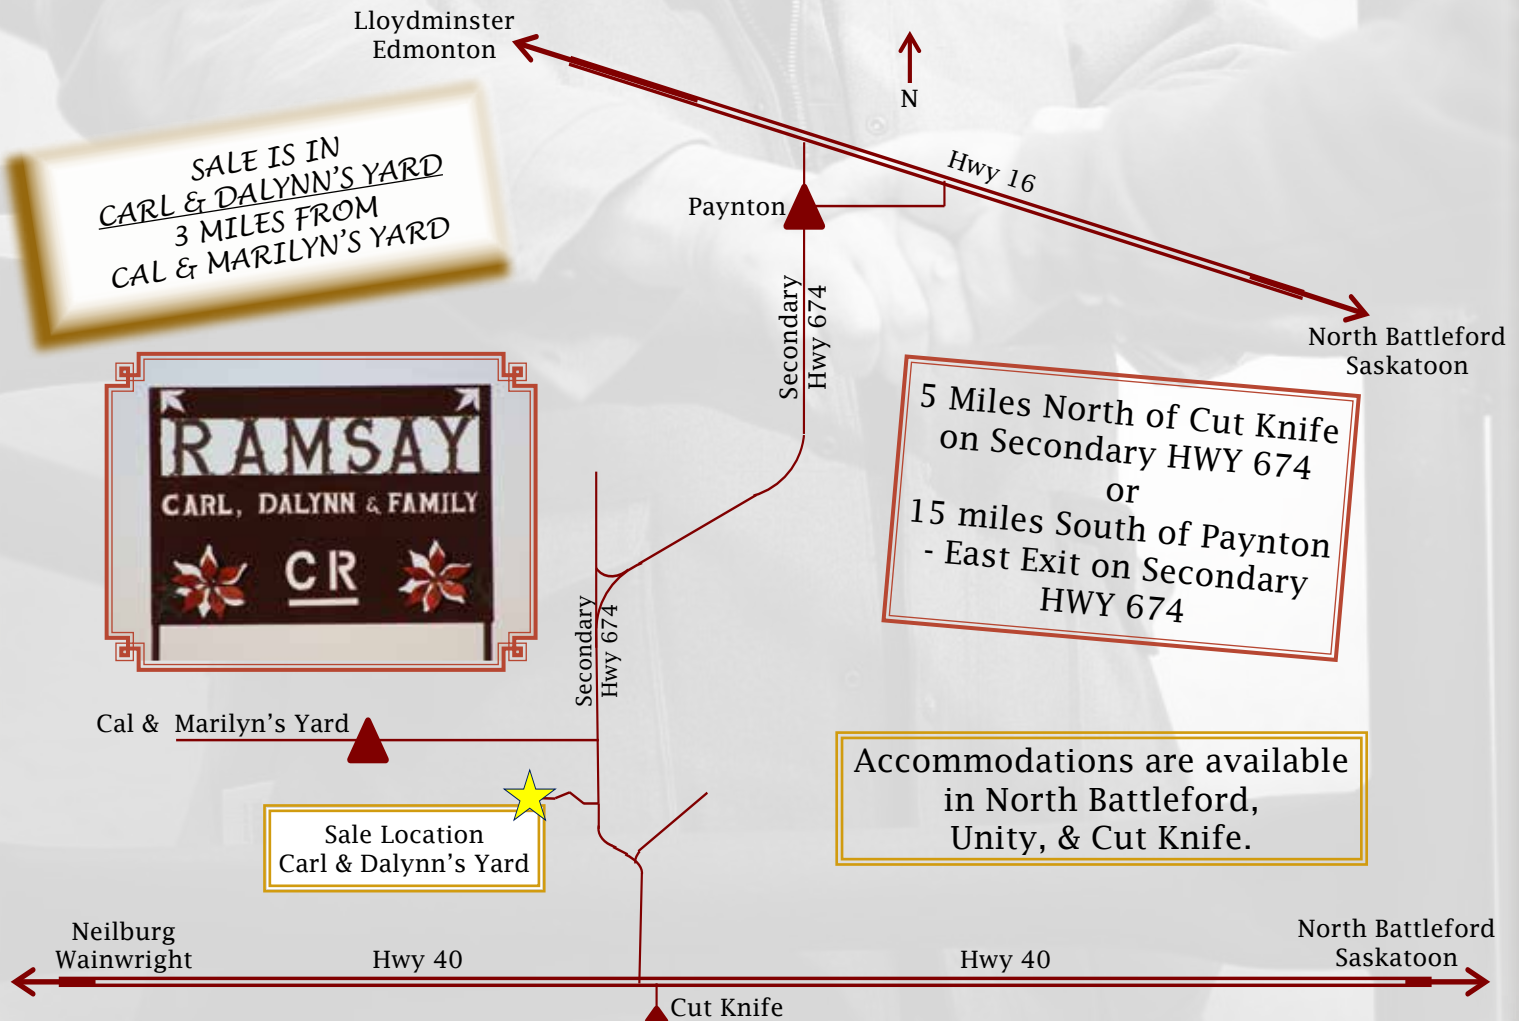 Lloydminster
Edmonton
N
SALE IS IN
CARL & DALYNN'S YARD
3 MILES FROM
CAL & MARILYN'S YARD
Hwy 16
Paynton
Secondary
Hwy 674
North Battleford
Saskatoon
RAMSAY
CARL, DALYNN & FAMILY
CR
5 Miles North of Cut Knife
on Secondary HWY 674
or
15 miles South of Paynton
- East Exit on Secondary
HWY 674
Secondary
Hwy 674
Cal & Marilyn's Yard
Sale Location
Carl & Dalynn's Yard
Accommodations are available
in North Battleford,
Unity, & Cut Knife.
Neilburg
Wainwright
Hwy 40
Hwy 40
North Battleford
Saskatoon
Cut Knife